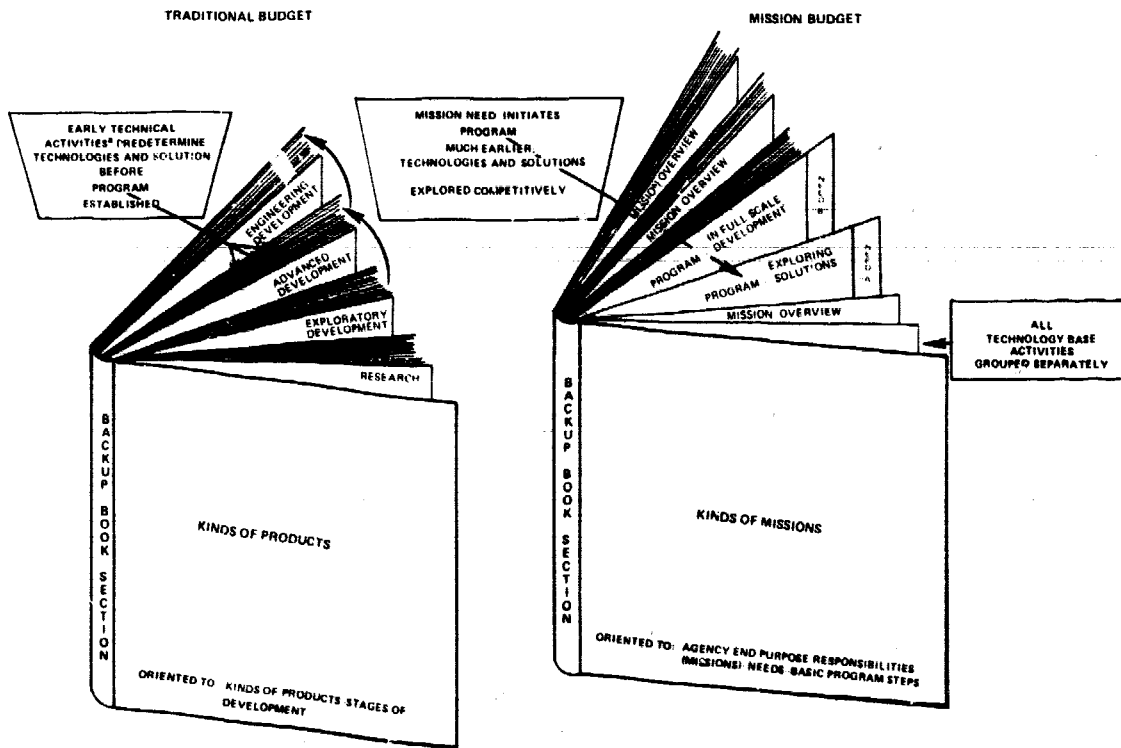 TRADITIONAL BUDGET
EARLY TECHNICAL
ACTIVITIESª PREDETERMINE
TECHNOLOGIES AND SOLUTION
BEFORE
PROGRAM
ESTABLISHED
ENGINEERING
DEVELOPMENT
ADVANCED
DEVELOPMENT
EXPLORATORY
DEVELOPMENT
RESEARCH
BACKUP BOOK SECTION
KINDS OF PRODUCTS
ORIENTED TO KINDS OF PRODUCTS STAGES OF
DEVELOPMENT
MISSION BUDGET
MISSION NEED INITIATES
PROGRAM
MUCH EARLIER,
TECHNOLOGIES AND SOLUTIONS
EXPLORED COMPETITIVELY
MISSION OVERVIEW
MISSION OVERVIEW
PROGRAM IN FULL SCALE
DEVELOPMENT
PROGRAM EXPLORING
SOLUTIONS
MISSION OVERVIEW
ALL
TECHNOLOGY BASE
ACTIVITIES
GROUPED SEPARATELY
BACKUP BOOK SECTION
KINDS OF MISSIONS
ORIENTED TO: AGENCY END PURPOSE RESPONSIBILITIES
(MISSIONS) NEEDS BASIC PROGRAM STEPS